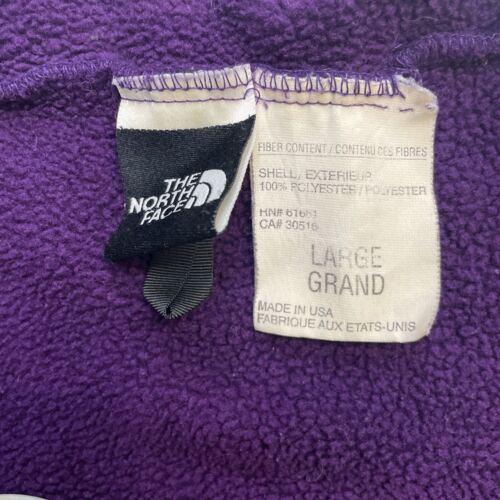 THE
NORTH
FACE
FIBER CONTENT / CONTENU DES FIBRES
SHELL / EXTERIEUR
100% POLYESTER / POLYESTER
RN# 61661
CA# 30516
LARGE
GRAND
MADE IN USA
FABRIQUE AUX ETATS-UNIS